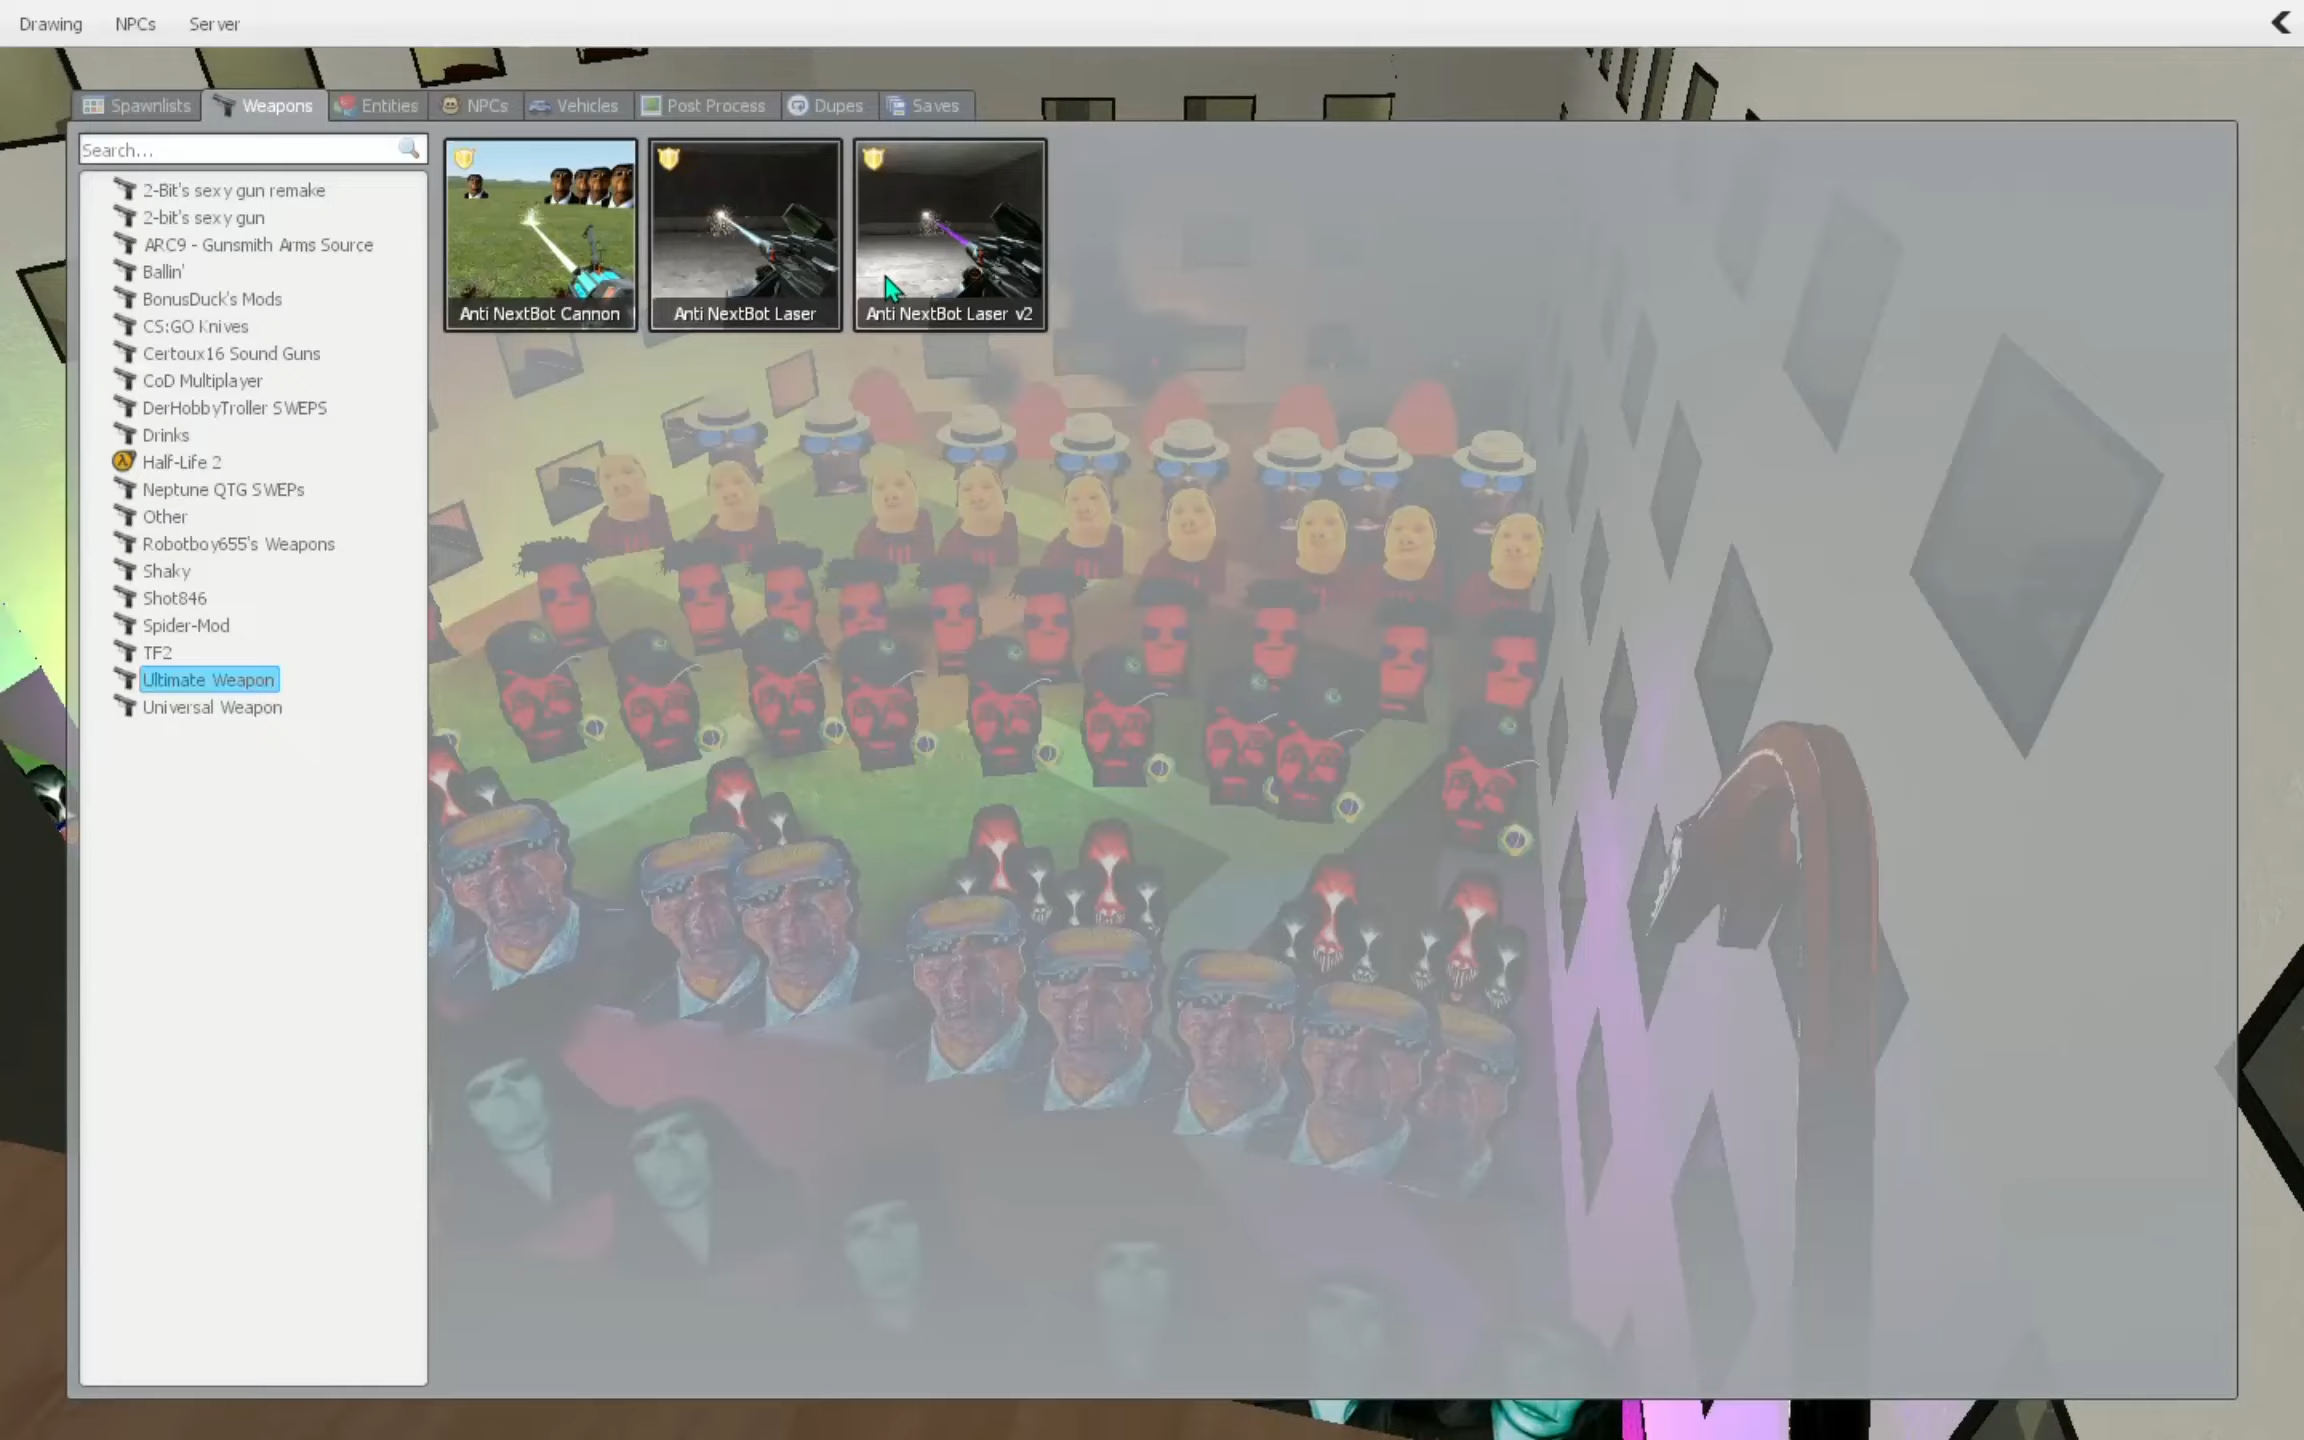 Drawing NPCs Server
Spawnlists Weapons Entities NPCs Vehicles Post Process Dupes Saves
Search...
2-Bit's sexy gun remake
2-bit's sexy gun
ARC9 - Gunsmith Arms Source
Ballin'
BonusDuck's Mods
CS:GO Knives
Certoux16 Sound Guns
CoD Multiplayer
DerHobbyTroller SWEPS
Drinks
Half-Life 2
Neptune QTG SWEPs
Other
Robotboy655's Weapons
Shaky
Shot846
Spider-Mod
TF2
Ultimate Weapon
Universal Weapon
Anti NextBot Cannon
Anti NextBot Laser
Anti NextBot Laser v2